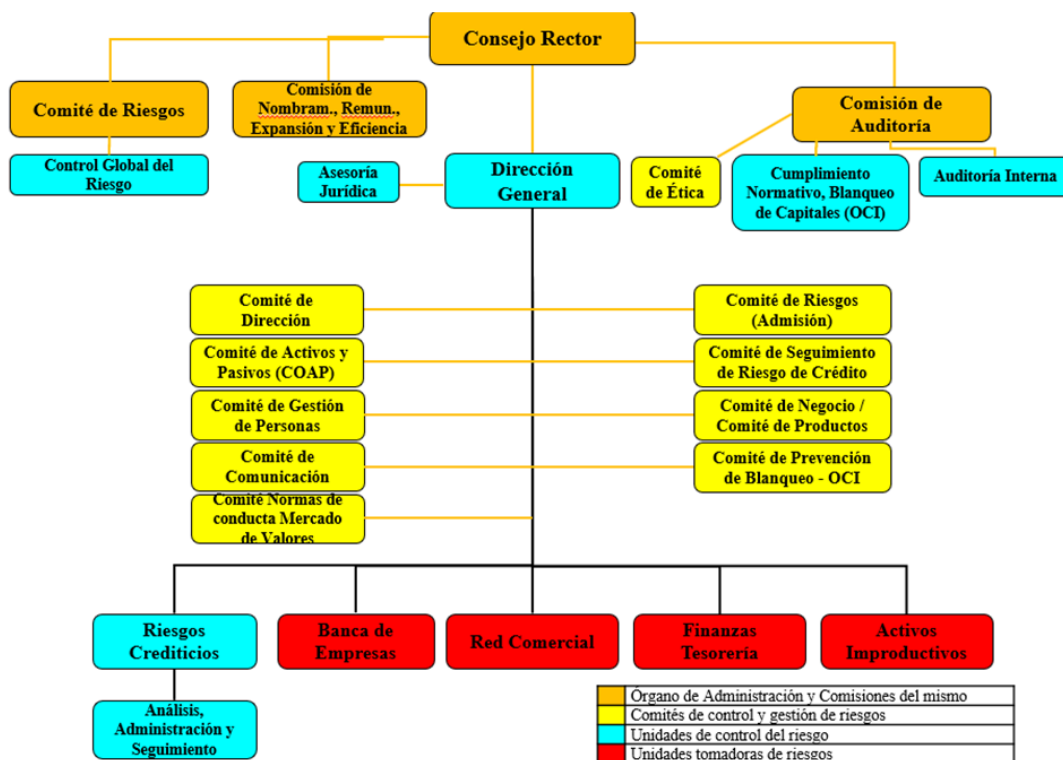 Consejo Rector
Comité de Riesgos
Comisión de
Nombram., Remun.,
Expansión y Eficiencia
Comisión de
Auditoría
Control Global del
Riesgo
Asesoría
Jurídica
Dirección
General
Comité
de Ética
Cumplimiento
Normativo, Blanqueo
de Capitales (OCI)
Auditoría Interna
Comité de
Dirección
Comité de Riesgos
(Admisión)
Comité de Activos y
Pasivos (COAP)
Comité de Seguimiento
de Riesgo de Crédito
Comité de Gestión
de Personas
Comité de Negocio /
Comité de Productos
Comité de
Comunicación
Comité de Prevención
de Blanqueo - OCI
Comité Normas de
conducta Mercado
de Valores
Riesgos
Crediticios
Banca de
Empresas
Red Comercial
Finanzas
Tesorería
Activos
Improductivos
Análisis,
Administración y
Seguimiento
Órgano de Administración y Comisiones del mismo
Comités de control y gestión de riesgos
Unidades de control del riesgo
Unidades tomadoras de riesgos